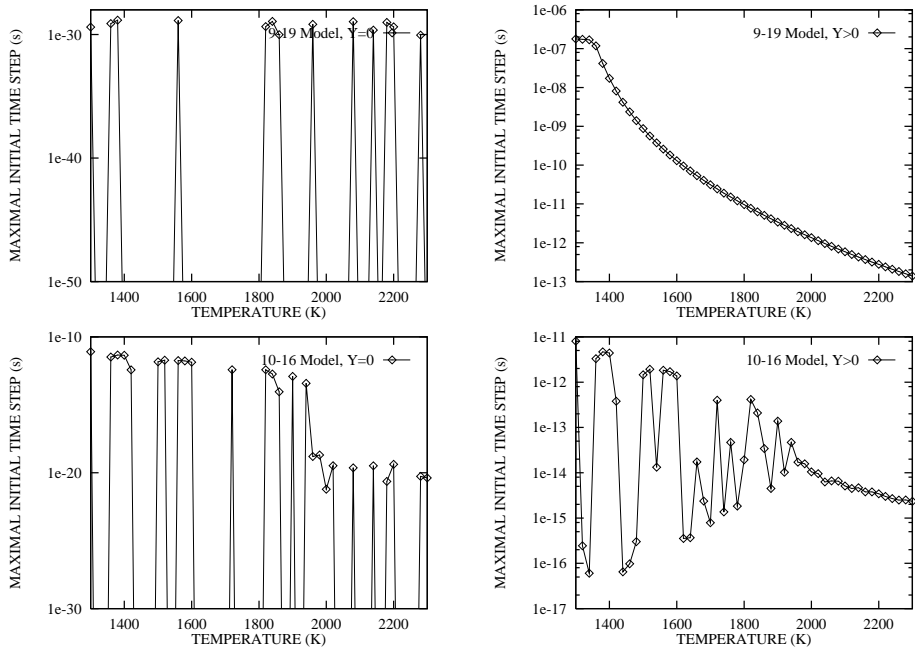 MAXIMAL INITIAL TIME STEP (s)
1e-30
1e-40
1e-50
9-19 Model, Y=0
1400 1600 1800 2000 2200
TEMPERATURE (K)
MAXIMAL INITIAL TIME STEP (s)
1e-06
1e-07
1e-08
1e-09
1e-10
1e-11
1e-12
1e-13
9-19 Model, Y>0
1400 1600 1800 2000 2200
TEMPERATURE (K)
MAXIMAL INITIAL TIME STEP (s)
1e-10
1e-20
1e-30
10-16 Model, Y=0
1400 1600 1800 2000 2200
TEMPERATURE (K)
MAXIMAL INITIAL TIME STEP (s)
1e-11
1e-12
1e-13
1e-14
1e-15
1e-16
1e-17
10-16 Model, Y>0
1400 1600 1800 2000 2200
TEMPERATURE (K)